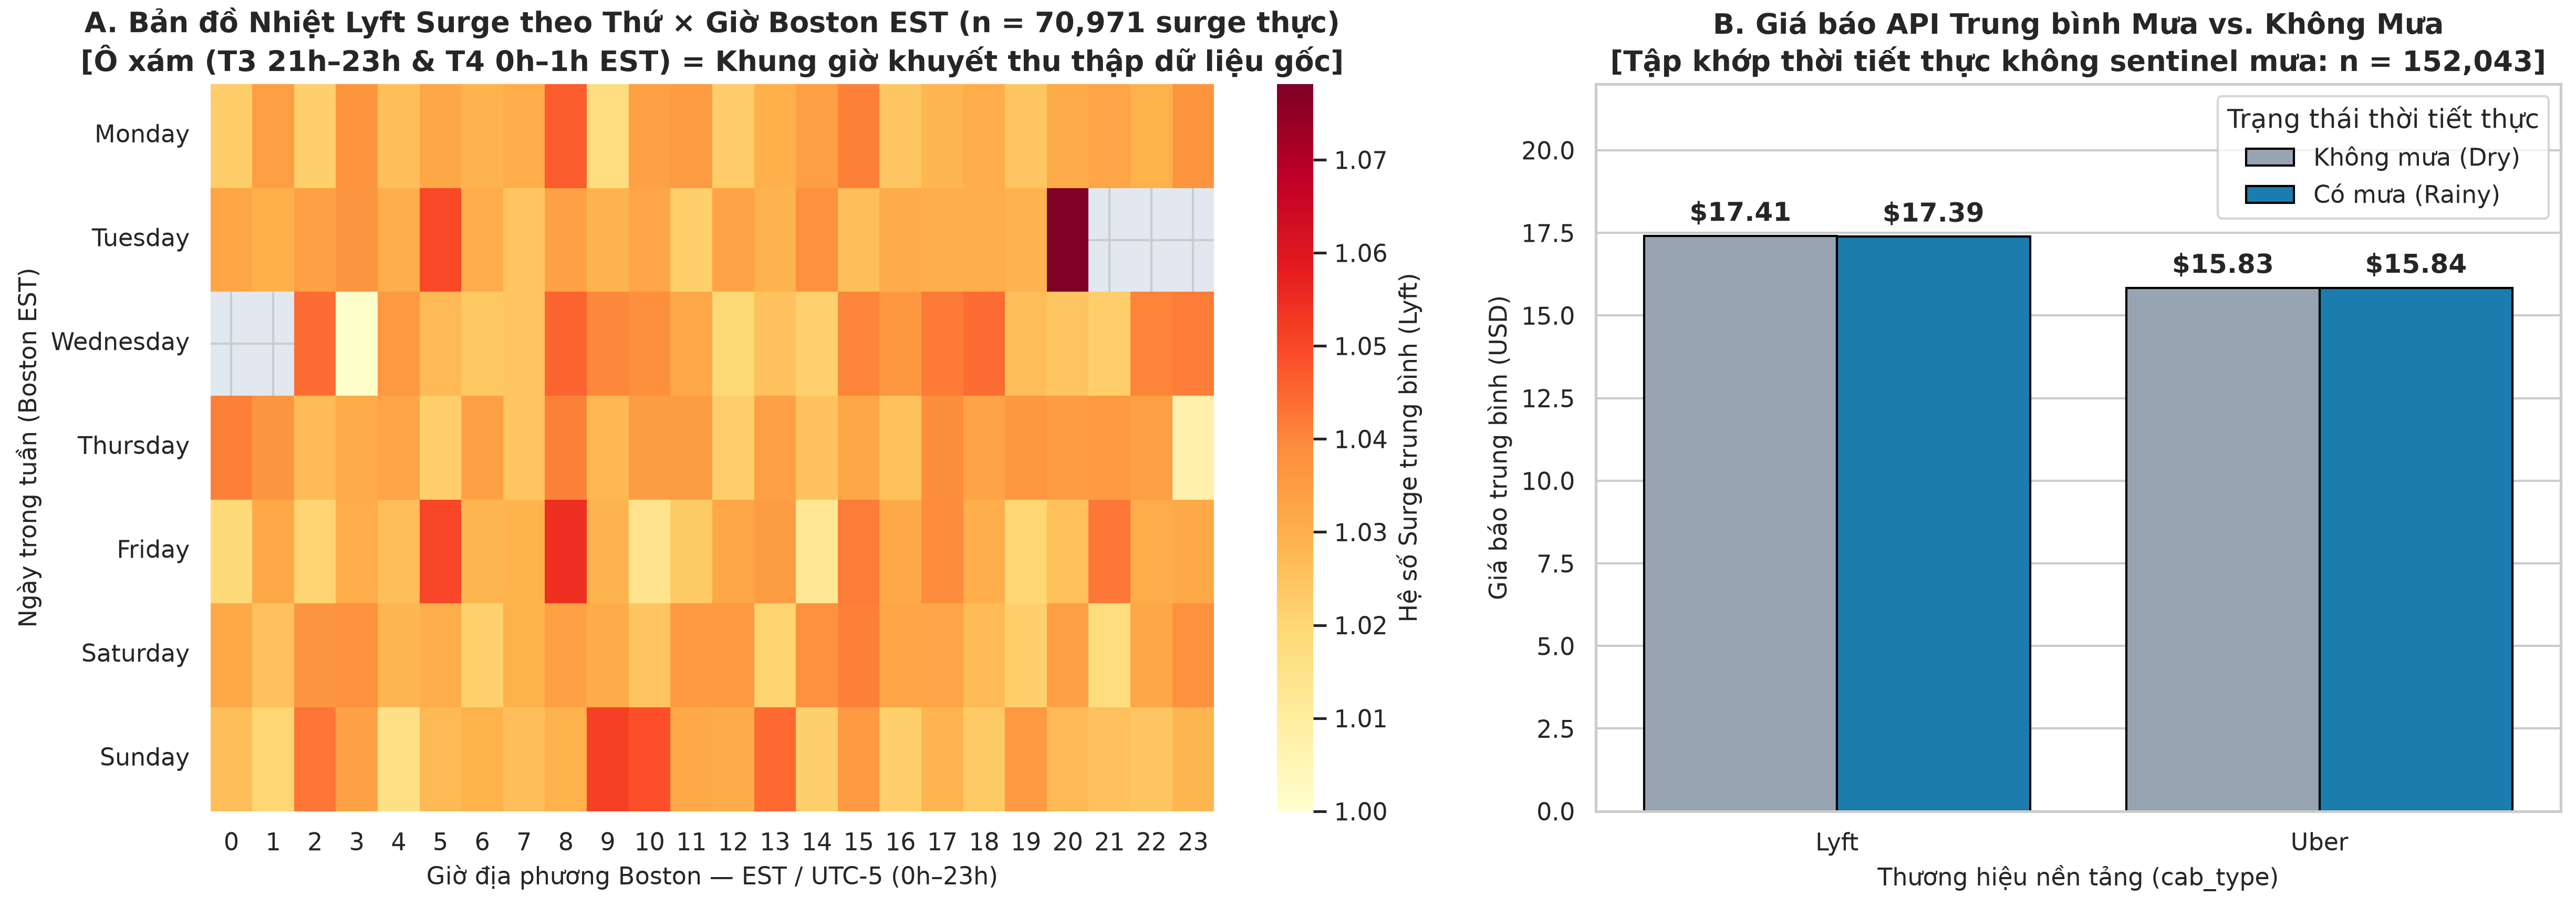 A. Bản đồ Nhiệt Lyft Surge theo Thứ × Giờ Boston EST (n = 70,971 surge thực)
[Ô xám (T3 21h–23h & T4 0h–1h EST) = Khung giờ khuyết thu thập dữ liệu gốc]
Ngày trong tuần (Boston EST)
Monday
Tuesday
Wednesday
Thursday
Friday
Saturday
Sunday
0 1 2 3 4 5 6 7 8 9 10 11 12 13 14 15 16 17 18 19 20 21 22 23
Giờ địa phương Boston — EST / UTC-5 (0h–23h)
1.07
1.06
1.05
1.04
1.03
1.02
1.01
1.00
Hệ số Surge trung bình (Lyft)
B. Giá báo API Trung bình Mưa vs. Không Mưa
[Tập khớp thời tiết thực không sentinel mưa: n = 152,043]
Giá báo trung bình (USD)
20.0
17.5
15.0
12.5
10.0
7.5
5.0
2.5
0.0
Trạng thái thời tiết thực
Không mưa (Dry)
Có mưa (Rainy)
$17.41 $17.39
$15.83 $15.84
Lyft Uber
Thương hiệu nền tảng (cab_type)